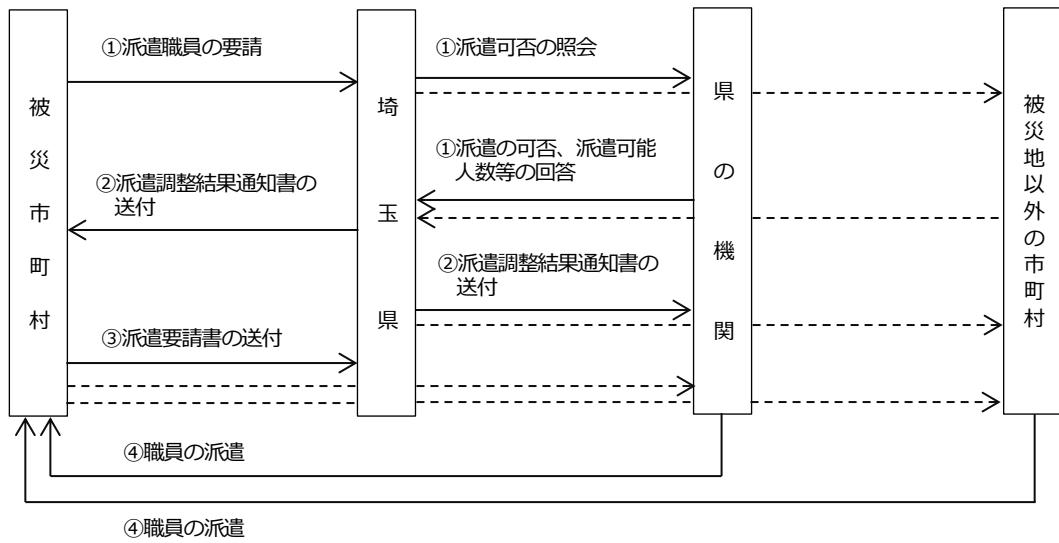 ①派遣職員の要請
①派遣可否の照会
被災市町村
埼玉県
県の機関
被災地以外の市町村
①派遣の可否、派遣可能
人数等の回答
②派遣調整結果通知書の
送付
②派遣調整結果通知書の
送付
③派遣要請書の送付
④職員の派遣
④職員の派遣